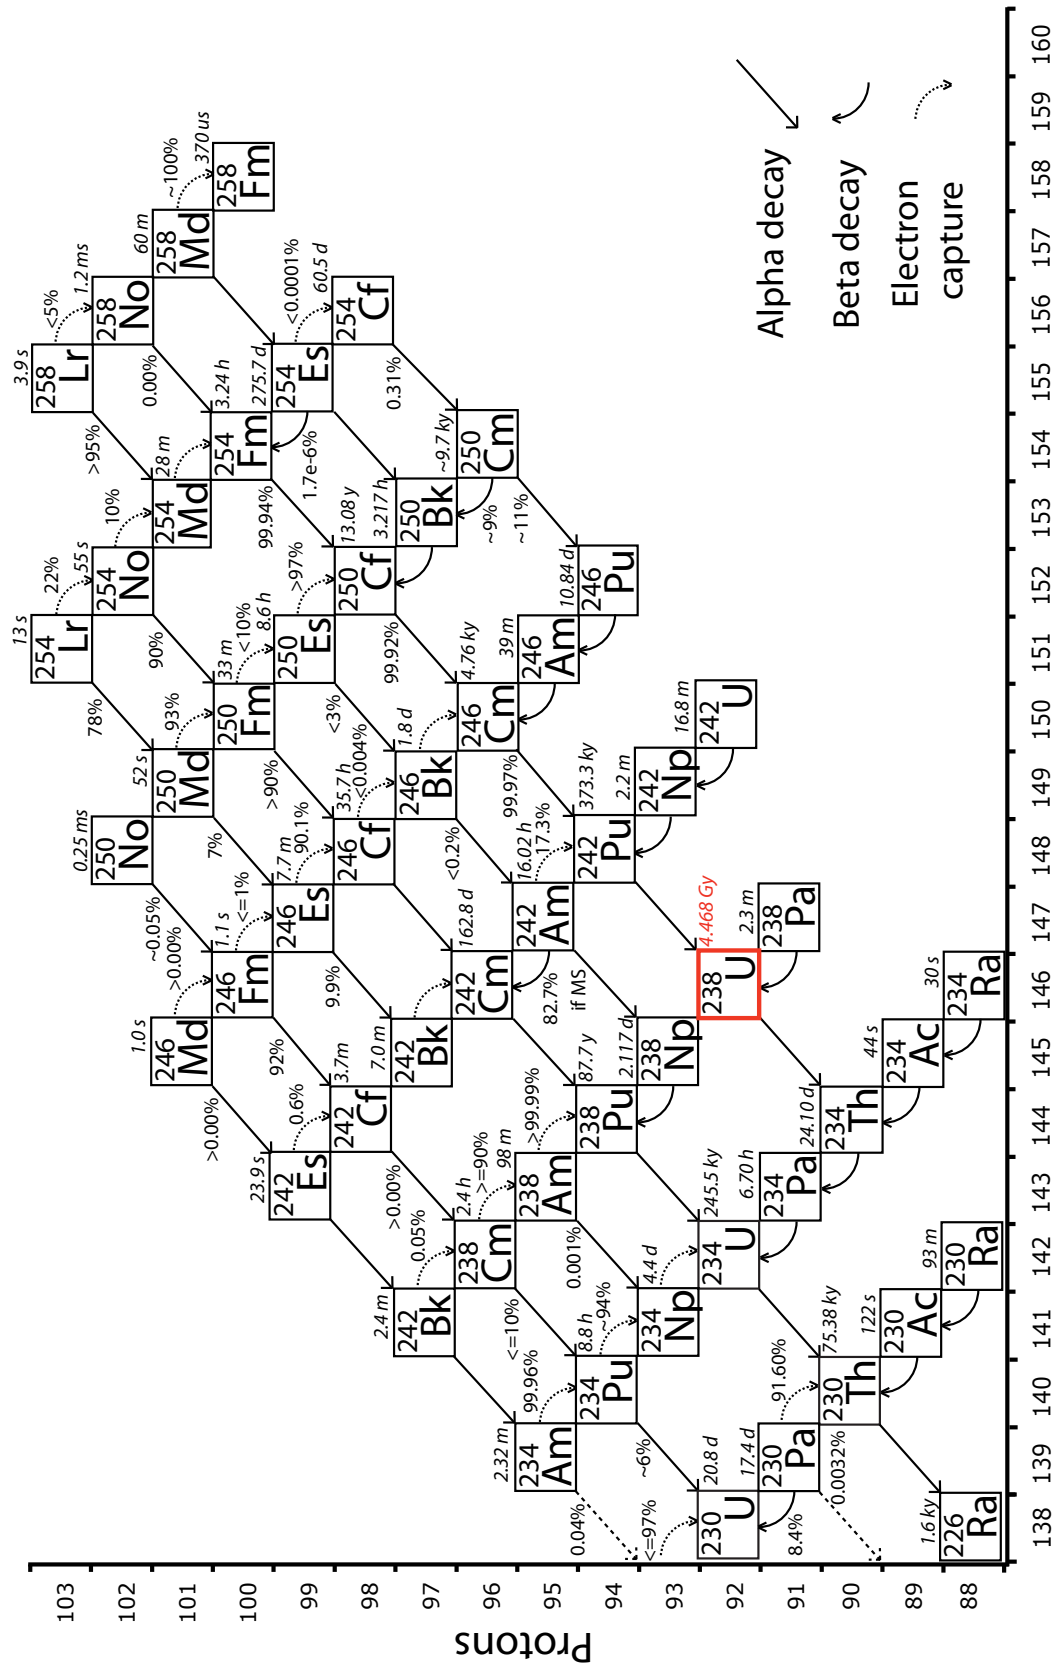 Protons
103
102
101
100
99
98
97
96
95
94
93
92
91
90
89
88
138
139
140
141
142
143
144
145
146
147
148
149
150
151
152
153
154
155
156
157
158
159
160
13 s
254
Lr
78%
22%
3.9 s
258
Lr
>95%
<5%
0.25 ms
250
No
~0.05%
55 s
254
No
90%
10%
1.2 ms
258
No
0.00%
1.0 s
246
Md
>0.00%
>0.00%
52 s
250
Md
7%
93%
28 m
254
Md
60 m
258
Md
~100%
1.1 s
246
Fm
92%
<=1%
33 m
250
Fm
>90%
<10%
3.24 h
254
Fm
99.94%
370 us
258
Fm
23.9 s
242
Es
0.6%
7.7 m
246
Es
9.9%
90.1%
8.6 h
250
Es
<3%
>97%
275.7 d
254
Es
1.7e-6%
<0.0001%
3.7m
242
Cf
>0.00%
35.7 h
246
Cf
<0.004%
13.08 y
250
Cf
99.92%
60.5 d
254
Cf
0.31%
2.4 m
242
Bk
0.05%
7.0 m
242
Bk
1.8 d
246
Bk
<0.2%
3.217 h
250
Bk
2.4 h
238
Cm
<=10%
>=90%
162.8 d
242
Cm
4.76 ky
246
Cm
99.97%
~9.7 ky
250
Cm
~9%
~11%
2.32 m
234
Am
99.96%
0.04%
98 m
238
Am
0.001%
>99.99%
16.02 h
242
Am
17.3%
82.7%
if MS
39 m
246
Am
8.8 h
234
Pu
~6%
~94%
87.7 y
238
Pu
373.3 ky
242
Pu
10.84 d
246
Pu
<=97%
4.4 d
234
Np
2.117 d
238
Np
2.2 m
242
Np
20.8 d
230
U
245.5 ky
234
U
4.468 Gy
238
U
16.8 m
242
U
17.4 d
230
Pa
8.4%
91.60%
0.0032%
6.70 h
234
Pa
2.3 m
238
Pa
75.38 ky
230
Th
24.10 d
234
Th
122 s
230
Ac
44 s
234
Ac
1.6 ky
226
Ra
93 m
230
Ra
30 s
234
Ra
Alpha decay
Beta decay
Electron
capture